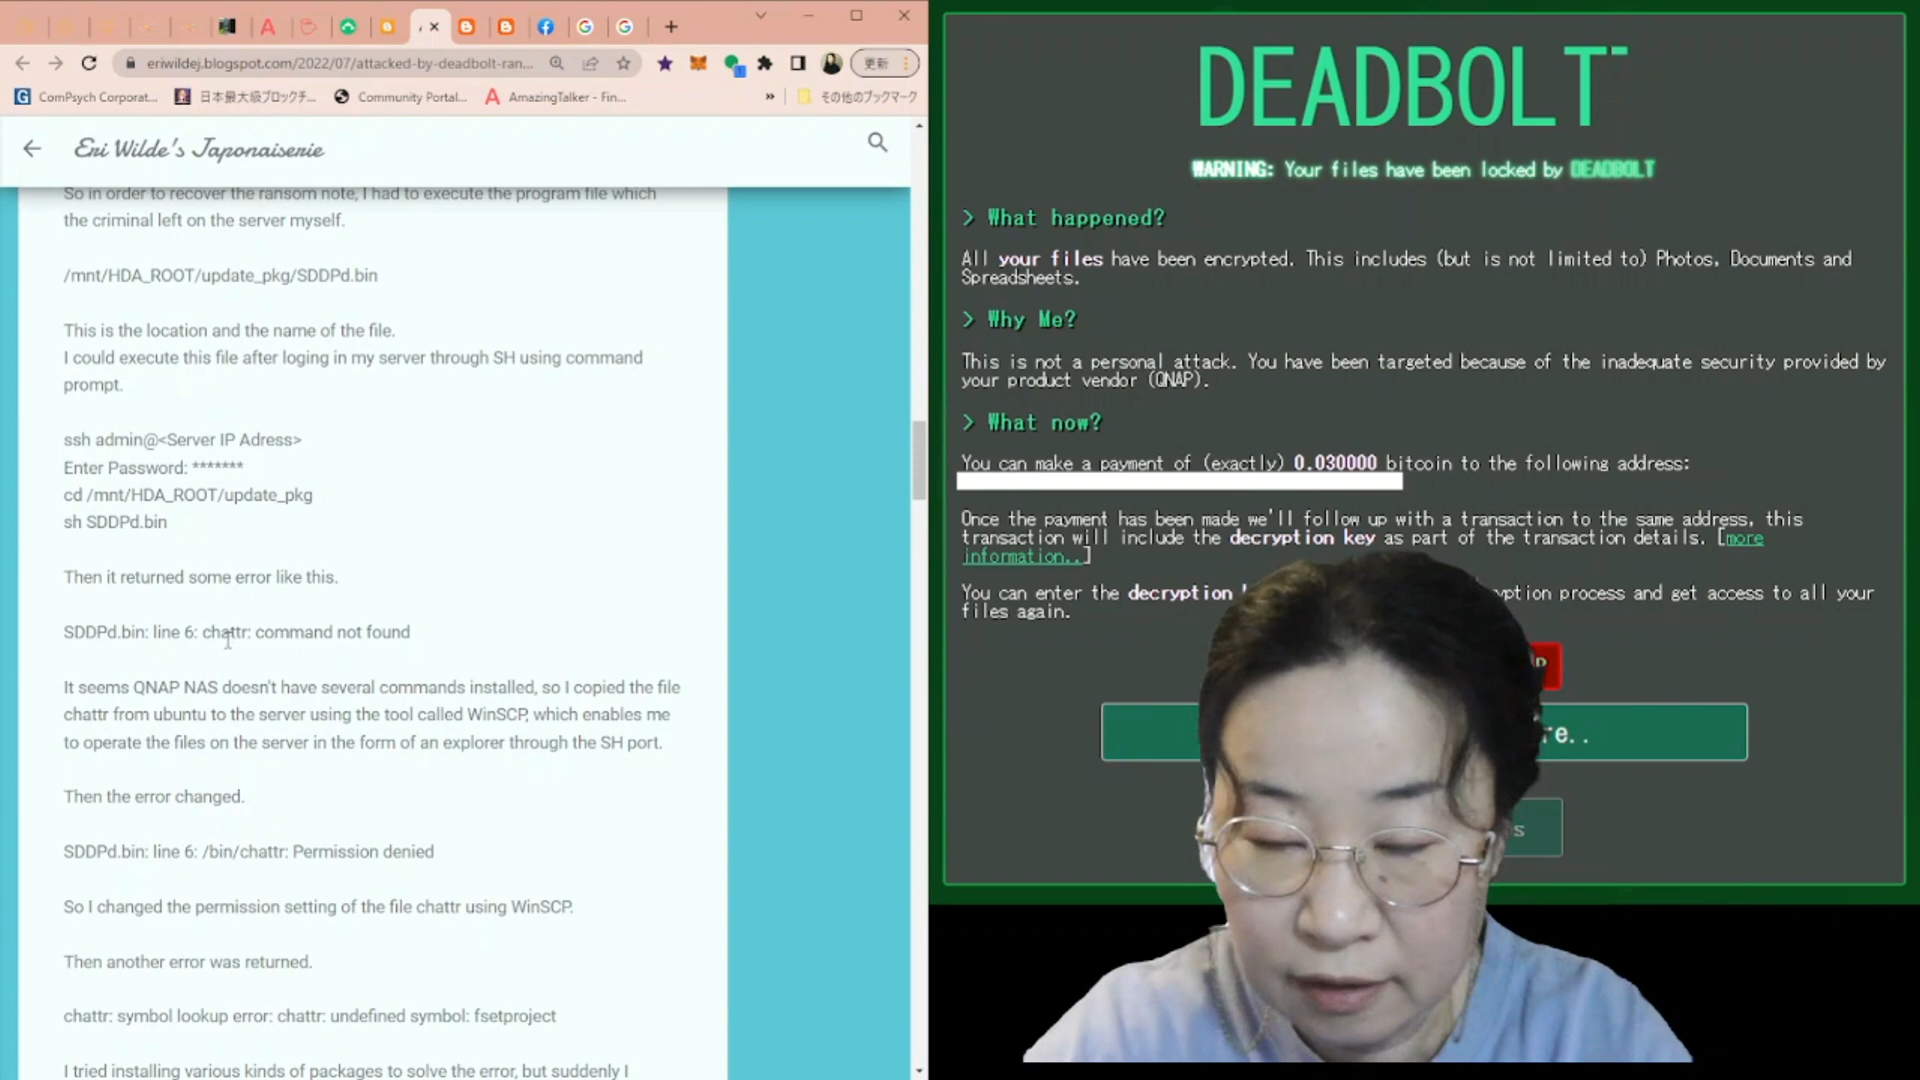 更新
eriwildej.blogspot.com/2022/07/attacked-by-deadbolt-ran...
ComPsych Corporat...
日本最大級ブロックチ...
Community Portal...
AmazingTalker - Fin...
»
その他のブックマーク
Eri Wilde's Japonaiserie
So in order to recover the ransom note, I had to execute the program file which
the criminal left on the server myself.
/mnt/HDA_ROOT/update_pkg/SDDPd.bin
This is the location and the name of the file.
I could execute this file after loging in my server through SH using command
prompt.
ssh admin@<Server IP Adress>
Enter Password: *******
cd /mnt/HDA_ROOT/update_pkg
sh SDDPd.bin
Then it returned some error like this.
SDDPd.bin: line 6: chattr: command not found
It seems QNAP NAS doesn't have several commands installed, so I copied the file
chattr from ubuntu to the server using the tool called WinSCP, which enables me
to operate the files on the server in the form of an explorer through the SH port.
Then the error changed.
SDDPd.bin: line 6: /bin/chattr: Permission denied
So I changed the permission setting of the file chattr using WinSCP.
Then another error was returned.
chattr: symbol lookup error: chattr: undefined symbol: fsetproject
I tried installing various kinds of packages to solve the error, but suddenly I
DEADBOLT
WARNING: Your files have been locked by DEADBOLT
> What happened?
All your files have been encrypted. This includes (but is not limited to) Photos, Documents and
Spreadsheets.
> Why Me?
This is not a personal attack. You have been targeted because of the inadequate security provided by
your product vendor (QNAP).
> What now?
You can make a payment of (exactly) 0.030000 bitcoin to the following address:
Once the payment has been made we'll follow up with a transaction to the same address, this
transaction will include the decryption key as part of the transaction details. [more
information..]
You can enter the decryption ption process and get access to all your
files again.
re..
s